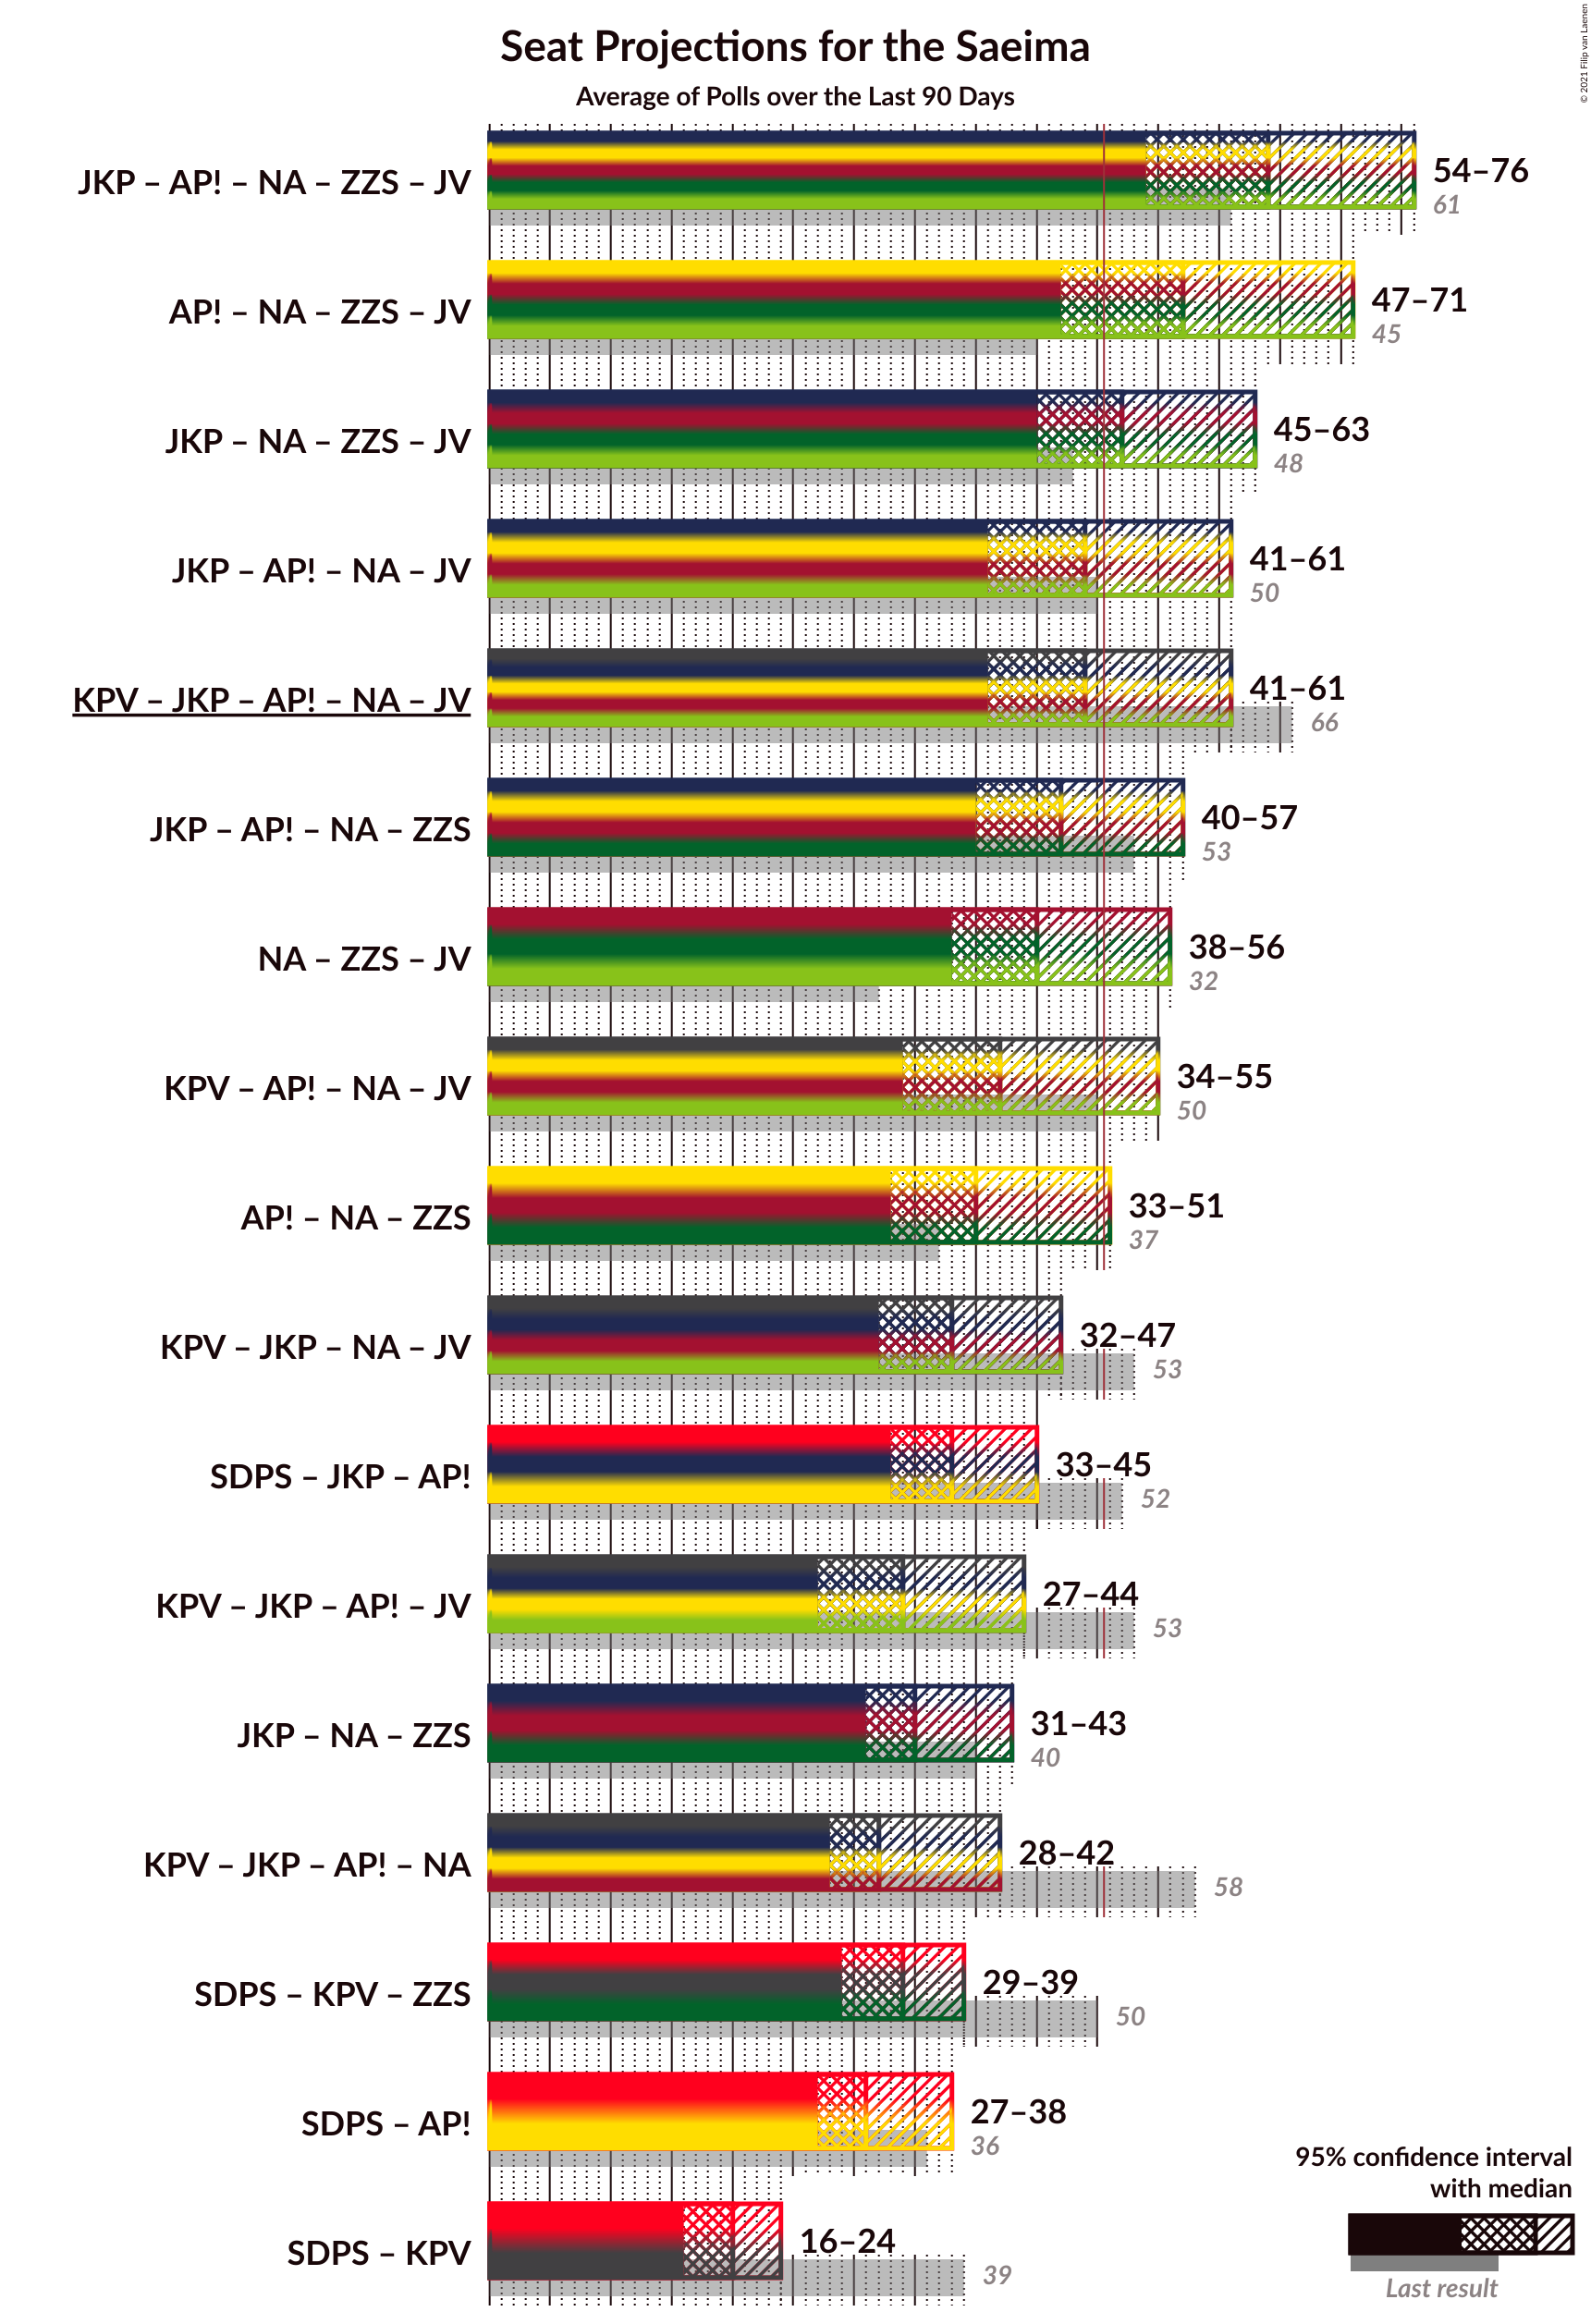 Seat Projections for the Saeima
Average of Polls over the Last 90 Days
© 2021 Filip van Laenen
JKP – AP! – NA – ZZS – JV
54–76
61
AP! – NA – ZZS – JV
47–71
45
JKP – NA – ZZS – JV
45–63
48
JKP – AP! – NA – JV
41–61
50
KPV – JKP – AP! – NA – JV
41–61
66
JKP – AP! – NA – ZZS
40–57
53
NA – ZZS – JV
38–56
32
KPV – AP! – NA – JV
34–55
50
AP! – NA – ZZS
33–51
37
KPV – JKP – NA – JV
32–47
53
SDPS – JKP – AP!
33–45
52
KPV – JKP – AP! – JV
27–44
53
JKP – NA – ZZS
31–43
40
KPV – JKP – AP! – NA
28–42
58
SDPS – KPV – ZZS
29–39
50
SDPS – AP!
27–38
36
SDPS – KPV
16–24
39
95% confidence interval
with median
Last result